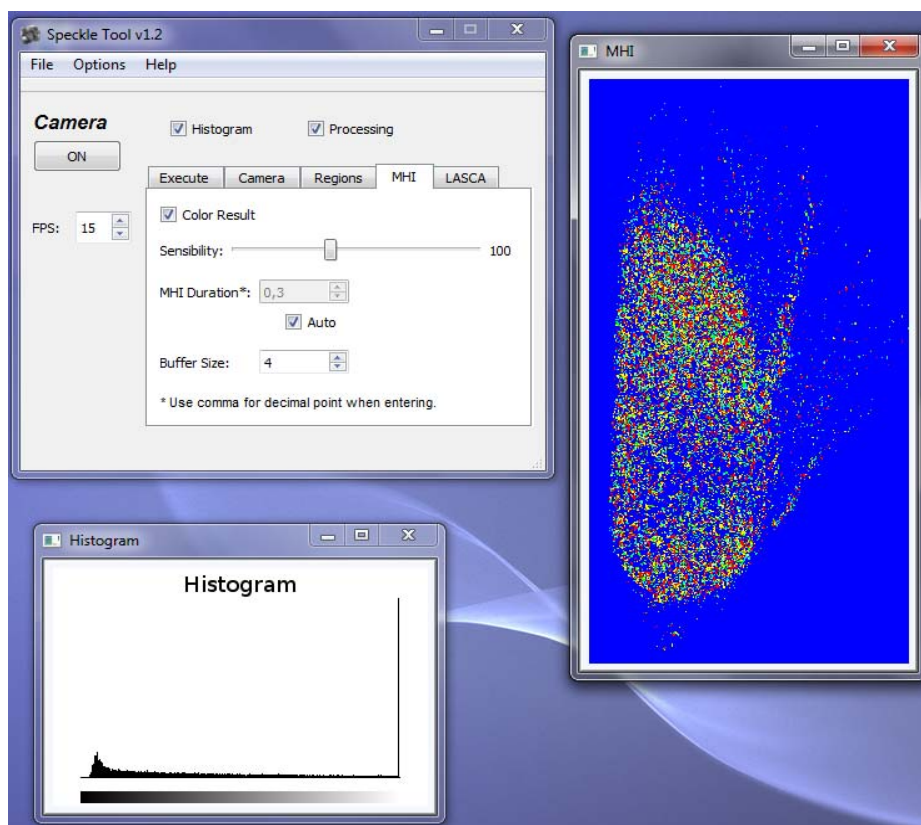 Speckle Tool v1.2
File Options Help
Camera
ON
Histogram
Processing
FPS: 15
Execute Camera Regions MHI LASCA
Color Result
Sensibility: 100
MHI Duration*: 0,3
Auto
Buffer Size: 4
* Use comma for decimal point when entering.
MHI
Histogram
Histogram